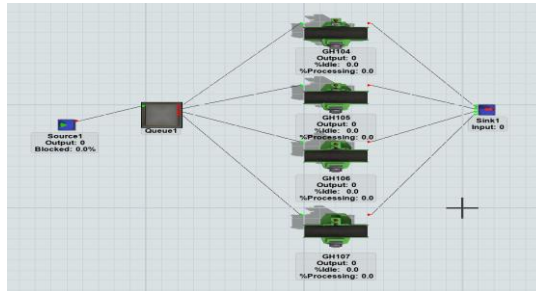 GH104
Output: 0
%Idle: 0.0
%Processing: 0.0
GH105
Output: 0
%Idle: 0.0
%Processing: 0.0
Queue1
Source1
Output: 0
Blocked: 0.0%
Sink1
Input: 0
GH106
Output: 0
%Idle: 0.0
%Processing: 0.0
GH107
Output: 0
%Idle: 0.0
%Processing: 0.0